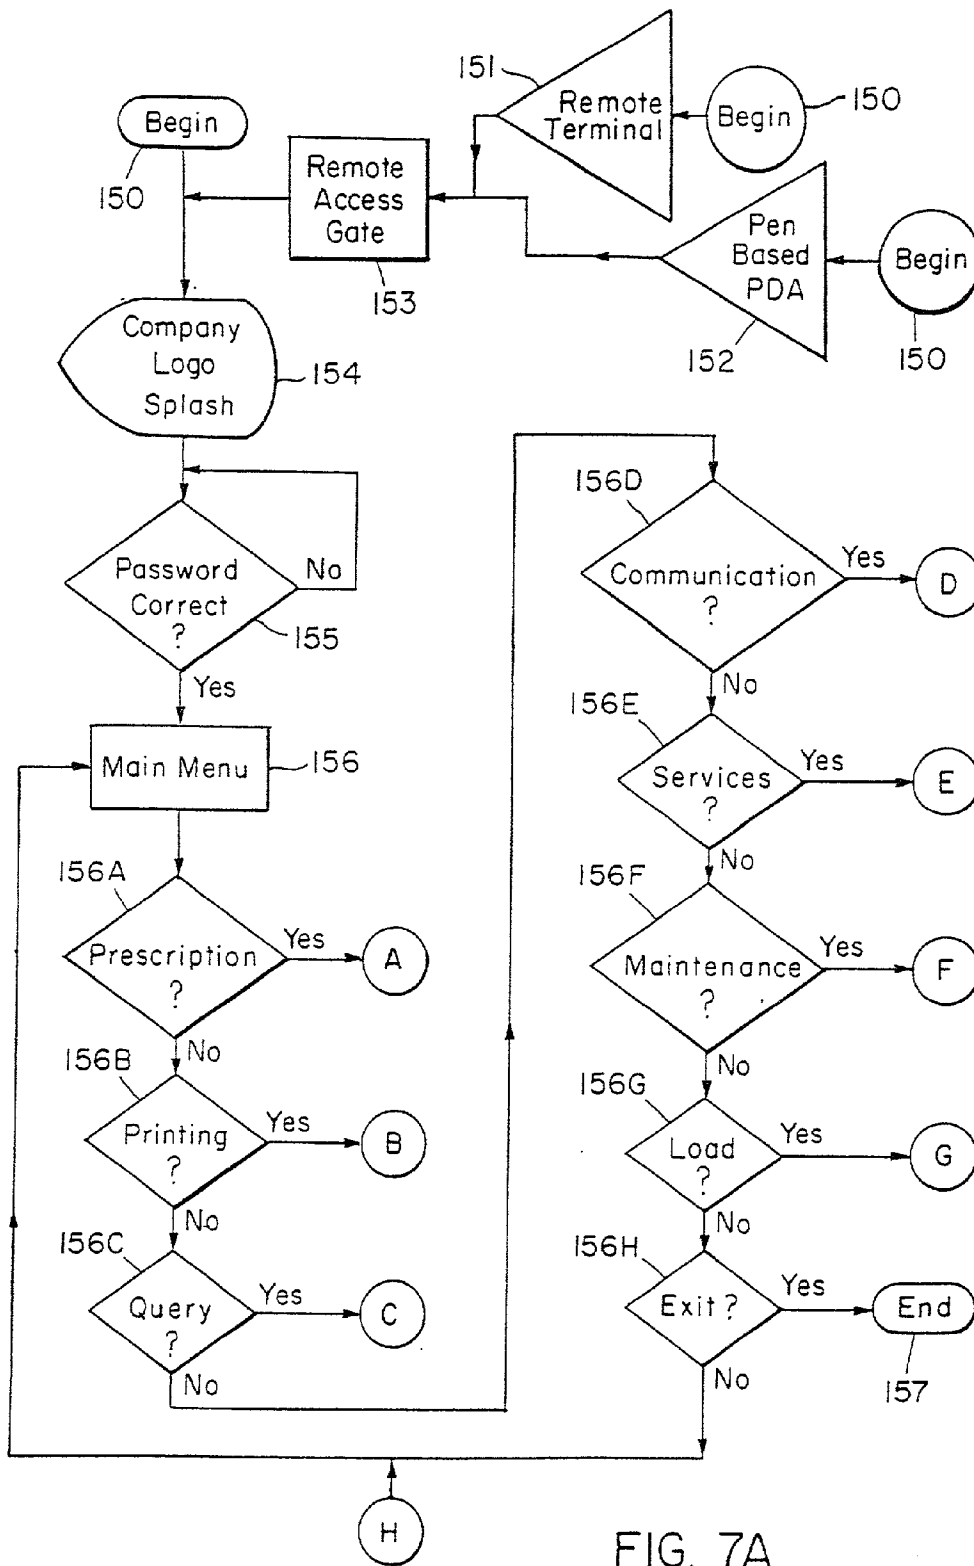 151
Remote
Terminal
Begin
150
Begin
150
Remote
Access
Gate
153
Pen
Based
PDA
152
Begin
150
Company
Logo
Splash
154
Password
Correct
?
No
155
Yes
Main Menu
156
156A
Prescription
?
Yes
A
No
156B
Printing
?
Yes
B
No
156C
Query
?
Yes
C
No
156D
Communication
?
Yes
D
No
156E
Services
?
Yes
E
No
156F
Maintenance
?
Yes
F
No
156G
Load
?
Yes
G
No
156H
Exit ?
Yes
End
157
No
H
FIG. 7A